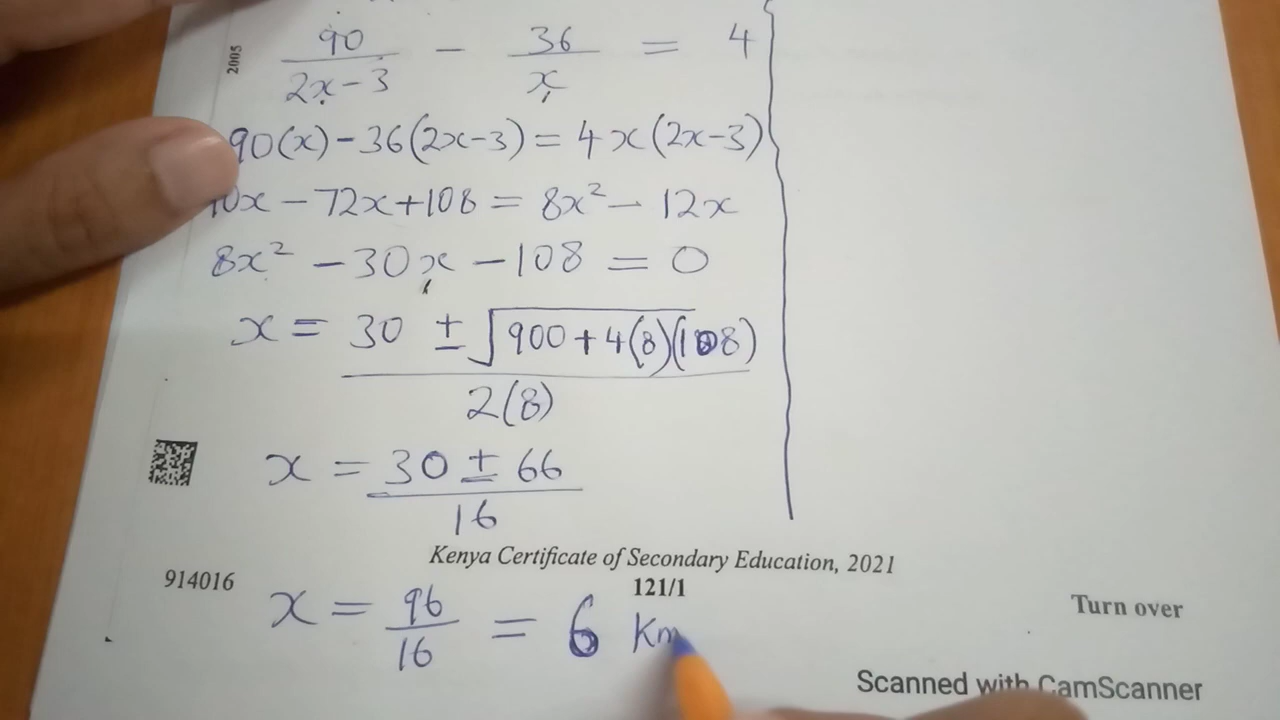 2005
90/(2x-3) - 36/x = 4
90(x)-36(2x-3) = 4x(2x-3)
0x - 72x+108 = 8x² - 12x
8x² - 30x - 108 = 0
x = (30 ± √(900+4(8)(108)))/(2(8))
x = (30 ± 66)/16
Kenya Certificate of Secondary Education, 2021
914016
121/1
x = 96/16 = 6 Km
Turn over
Scanned with CamScanner